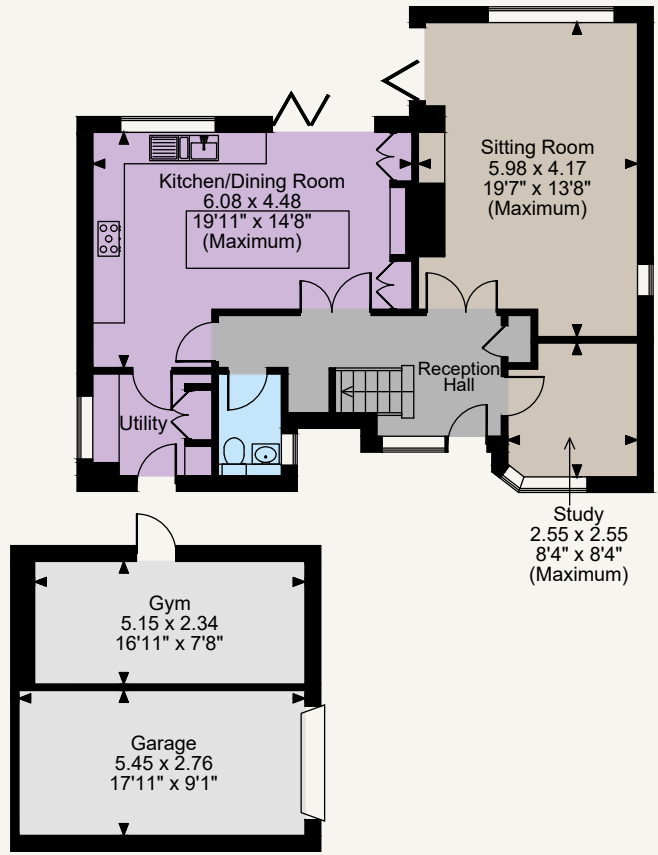 Sitting Room
5.98 x 4.17
19'7" x 13'8"
(Maximum)
Kitchen/Dining Room
6.08 x 4.48
19'11" x 14'8"
(Maximum)
Reception
Hall
Utility
Study
2.55 x 2.55
8'4" x 8'4"
(Maximum)
Gym
5.15 x 2.34
16'11" x 7'8"
Garage
5.45 x 2.76
17'11" x 9'1"